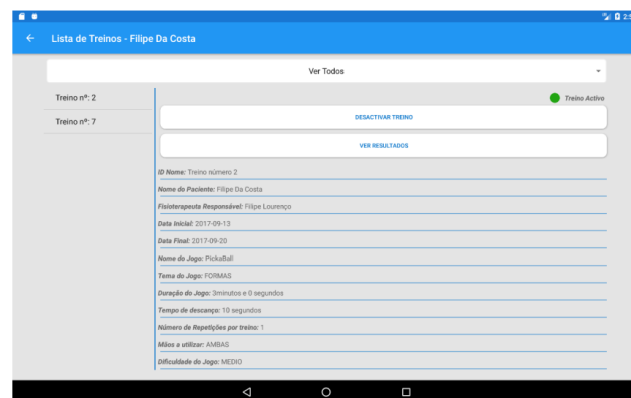 2:5
Lista de Treinos - Filipe Da Costa
Ver Todos
Treino nº: 2
Treino nº: 7
Treino Activo
DESACTIVAR TREINO
VER RESULTADOS
ID Nome: Treino número 2
Nome do Paciente: Filipe Da Costa
Fisioterapeuta Responsável: Filipe Lourenço
Data Inicial: 2017-09-13
Data Final: 2017-09-20
Nome do Jogo: PickaBall
Tema do Jogo: FORMAS
Duração do Jogo: 3minutos e 0 segundos
Tempo de descanço: 10 segundos
Número de Repetições por treino: 1
Mãos a utilizar: AMBAS
Dificuldade do Jogo: MEDIO